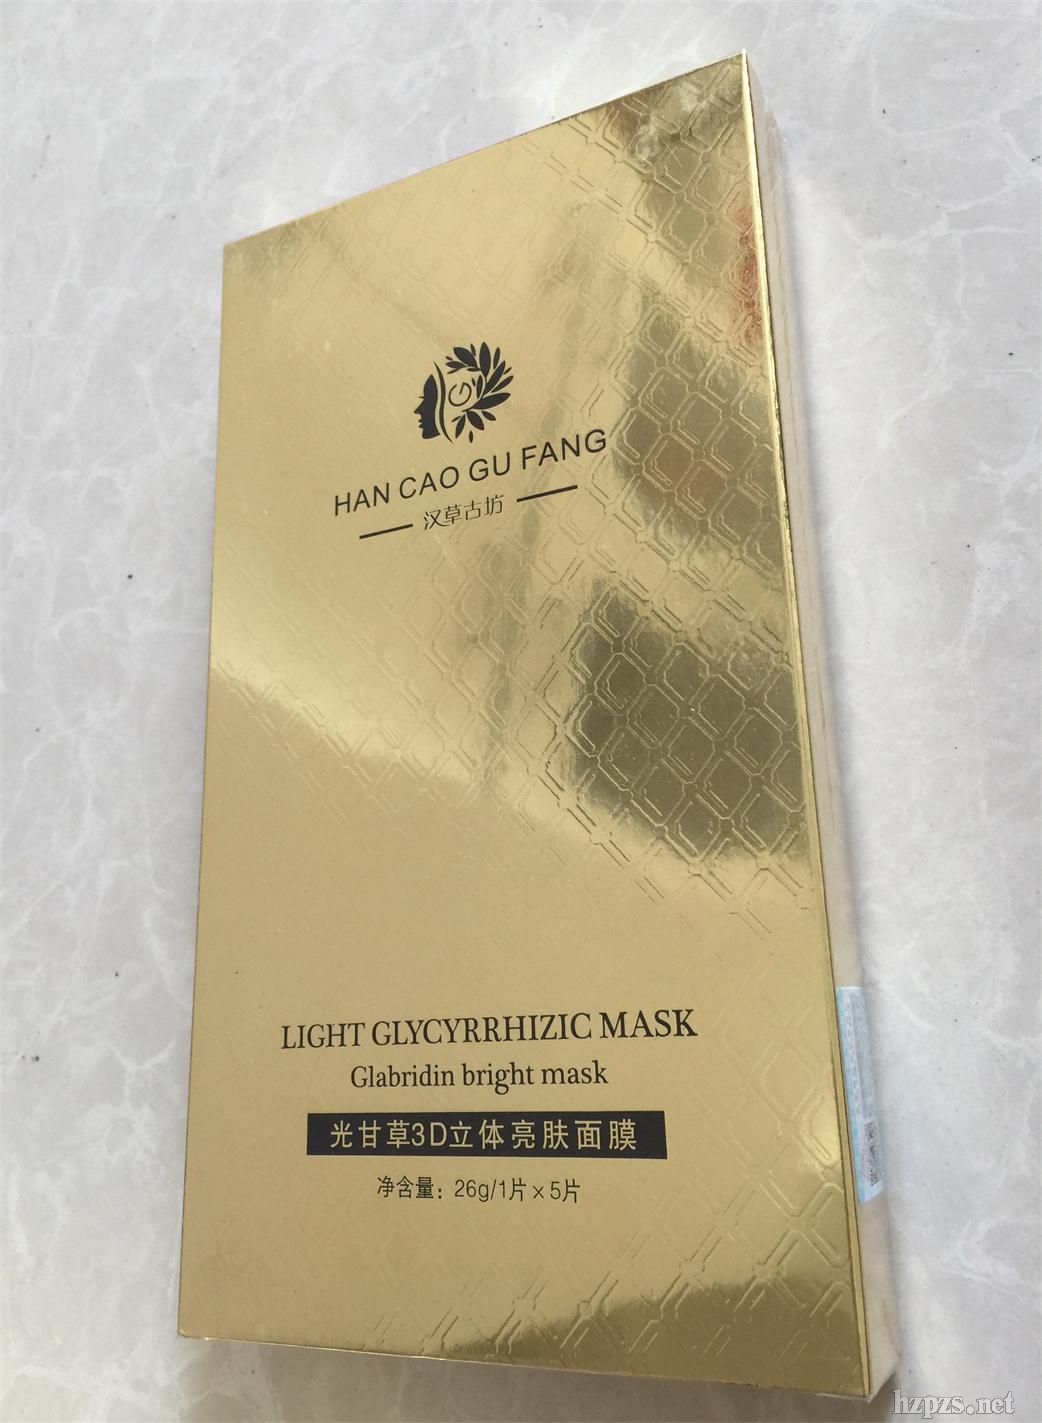 HAN CAO GU FANG
汉草古坊
LIGHT GLYCYRRHIZIC MASK
Glabridin bright mask
光甘草3D立体亮肤面膜
净含量：26g/1片×5片
hzpzs.net